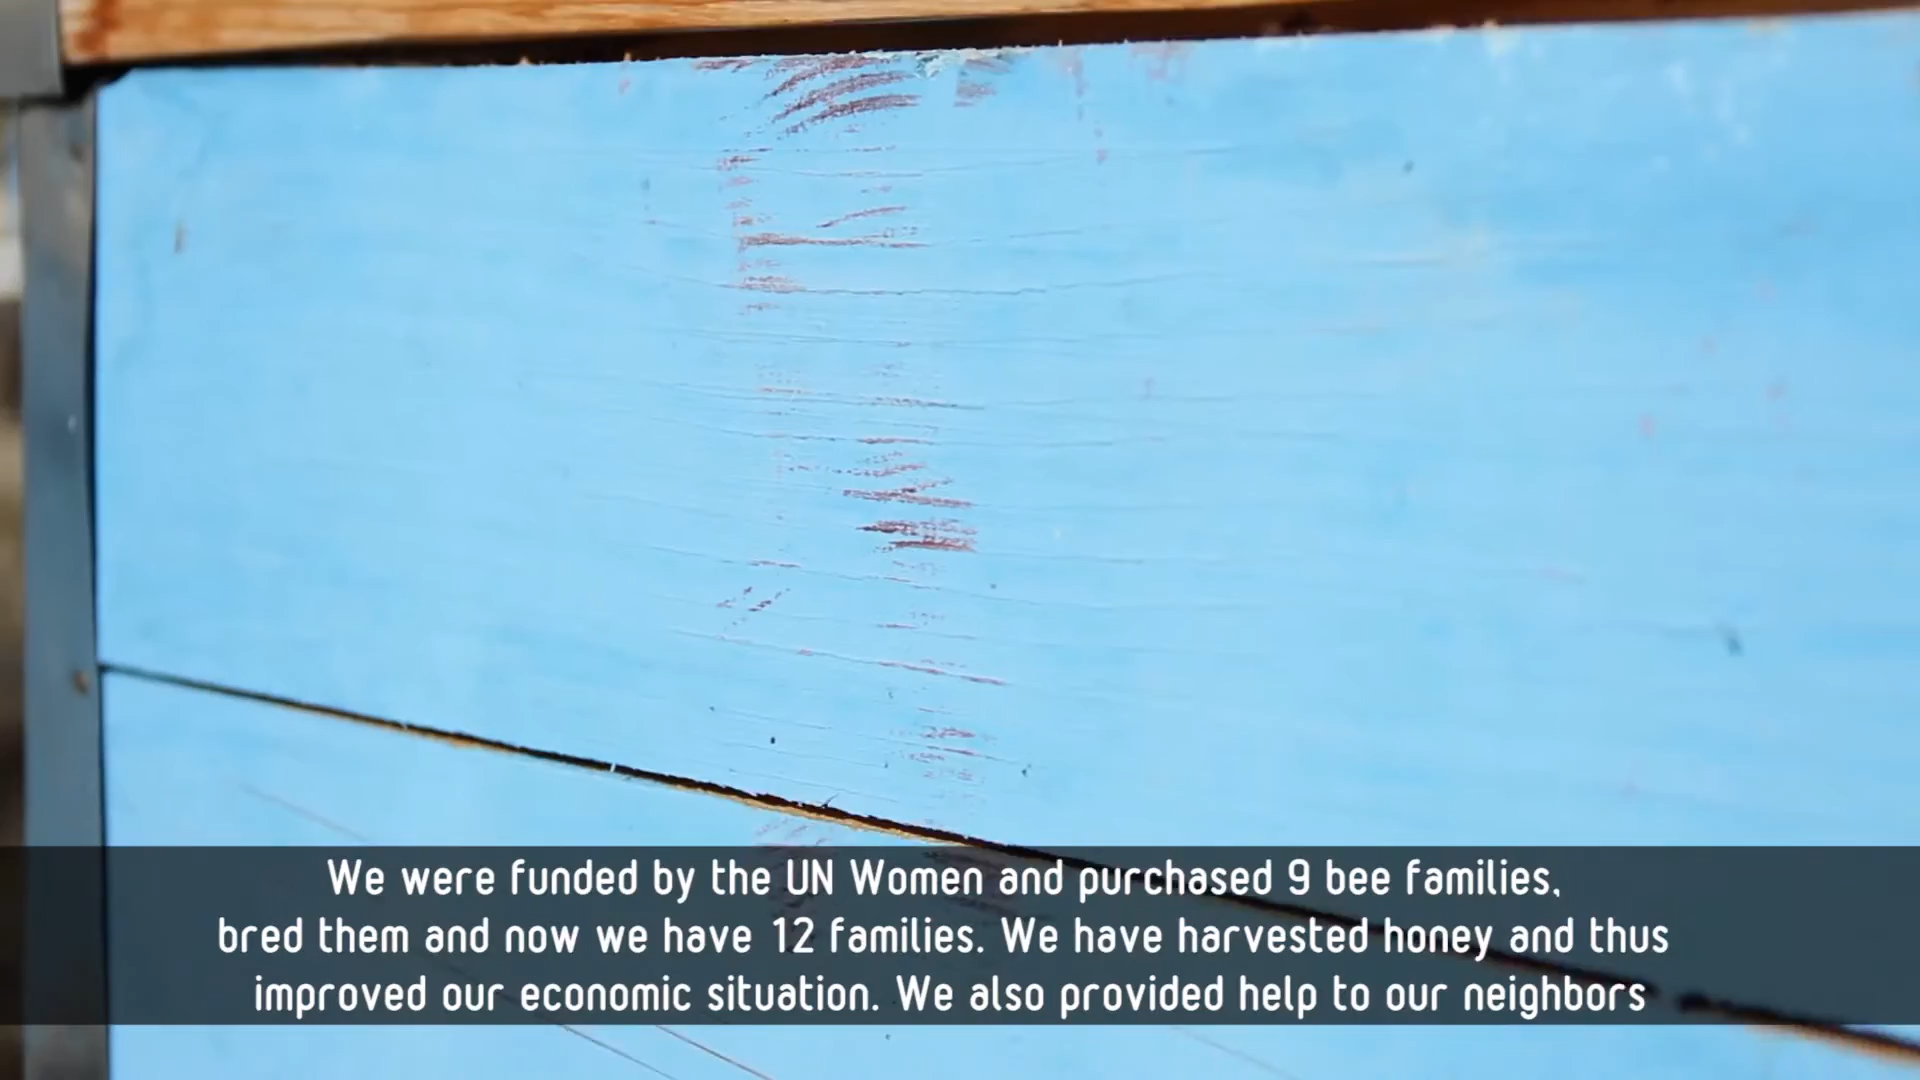 We were funded by the UN Women and purchased 9 bee families,
bred them and now we have 12 families. We have harvested honey and thus
improved our economic situation. We also provided help to our neighbors